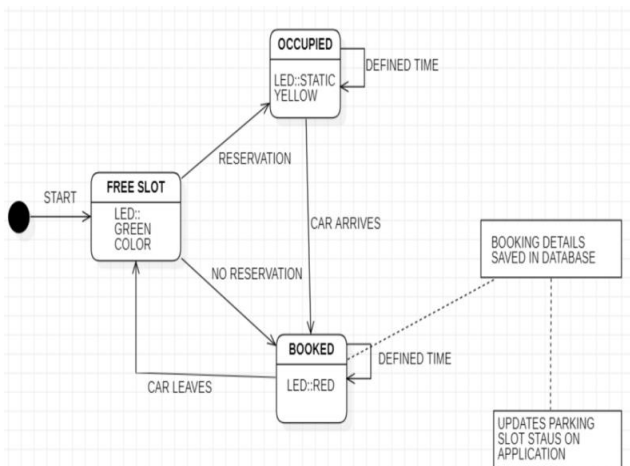 OCCUPIED
LED::STATIC
YELLOW
DEFINED TIME
RESERVATION
FREE SLOT
LED::
GREEN
COLOR
START
CAR ARRIVES
NO RESERVATION
BOOKING DETAILS
SAVED IN DATABASE
BOOKED
LED::RED
DEFINED TIME
CAR LEAVES
UPDATES PARKING
SLOT STAUS ON
APPLICATION